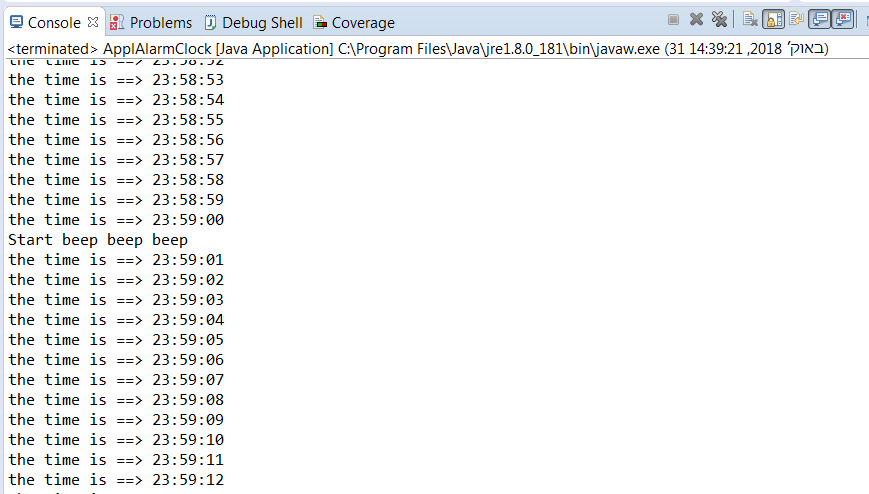 Console Problems Debug Shell Coverage
<terminated> ApplAlarmClock [Java Application] C:\Program Files\Java\jre1.8.0_181\bin\javaw.exe (31 באוק׳ 2018, 14:39:21)
the time is ==> 23:58:52
the time is ==> 23:58:53
the time is ==> 23:58:54
the time is ==> 23:58:55
the time is ==> 23:58:56
the time is ==> 23:58:57
the time is ==> 23:58:58
the time is ==> 23:58:59
the time is ==> 23:59:00
Start beep beep beep
the time is ==> 23:59:01
the time is ==> 23:59:02
the time is ==> 23:59:03
the time is ==> 23:59:04
the time is ==> 23:59:05
the time is ==> 23:59:06
the time is ==> 23:59:07
the time is ==> 23:59:08
the time is ==> 23:59:09
the time is ==> 23:59:10
the time is ==> 23:59:11
the time is ==> 23:59:12